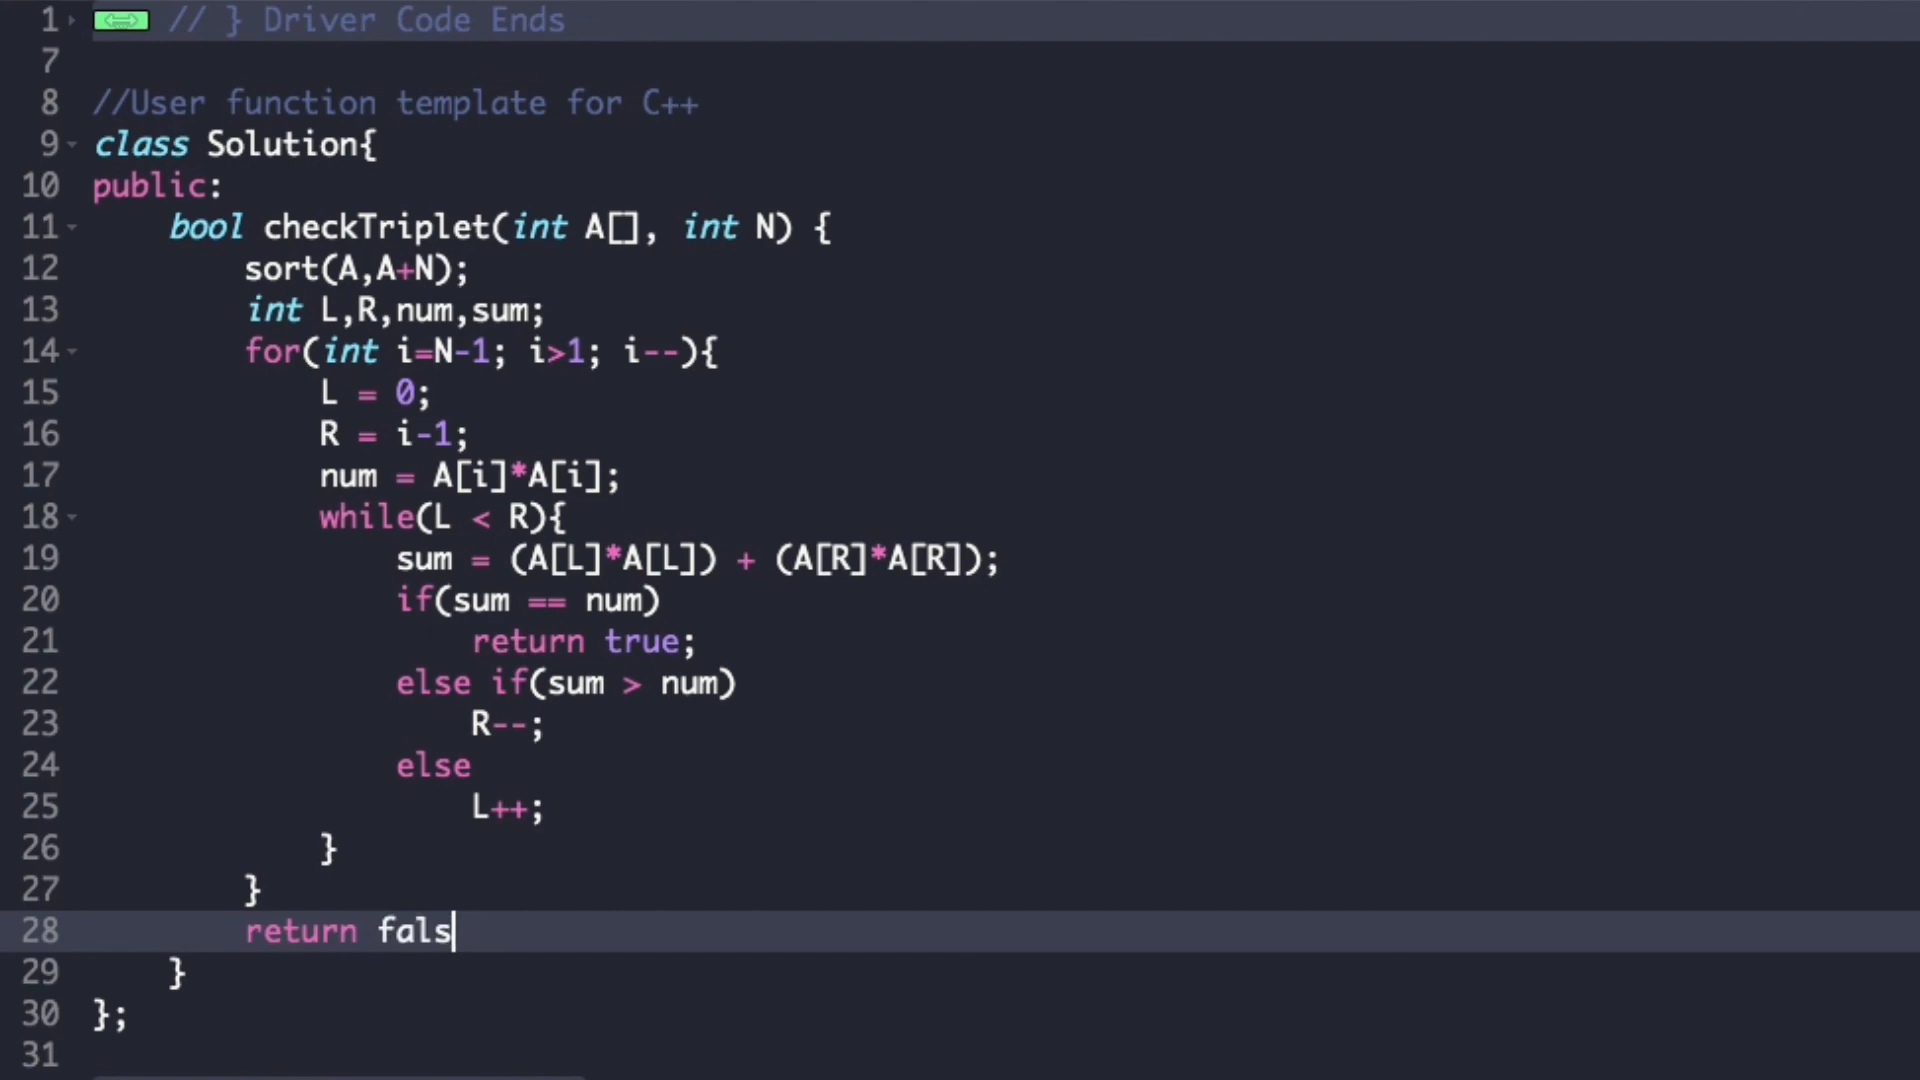 1 // } Driver Code Ends
7
8 //User function template for C++
9 class Solution{
10 public:
11     bool checkTriplet(int A[], int N) {
12         sort(A,A+N);
13         int L,R,num,sum;
14         for(int i=N-1; i>1; i--){
15             L = 0;
16             R = i-1;
17             num = A[i]*A[i];
18             while(L < R){
19                 sum = (A[L]*A[L]) + (A[R]*A[R]);
20                 if(sum == num)
21                     return true;
22                 else if(sum > num)
23                     R--;
24                 else
25                     L++;
26             }
27         }
28         return fals
29     }
30 };
31